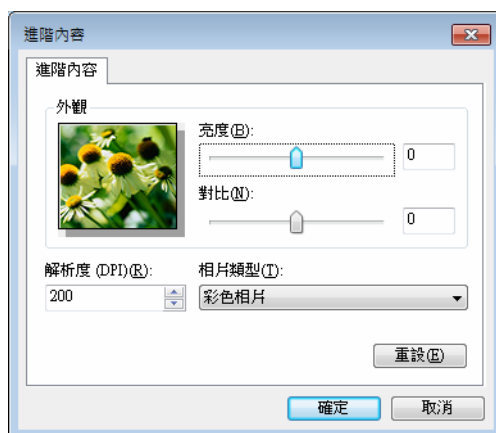 進階內容
進階內容
外觀
亮度(B):
0
對比(N):
0
解析度 (DPI)(R):
相片類型(T):
200
彩色相片
重設(E)
確定
取消